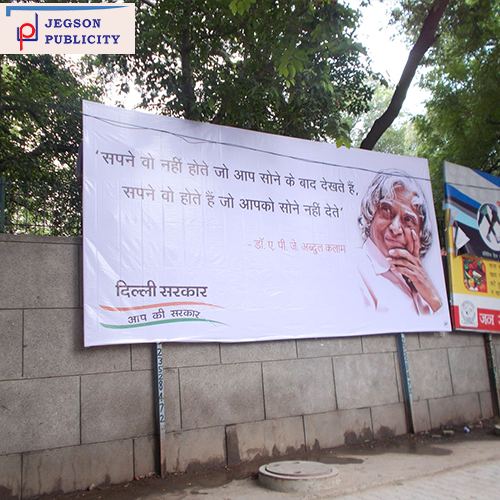 JEGSON
PUBLICITY
'सपने वो नहीं होते जो आप सोने के बाद देखते हैं,
सपने वो होते हैं जो आपको सोने नहीं देते'
- डॉ. ए. पी. जे. अब्दुल कलाम
दिल्ली सरकार
आप की सरकार